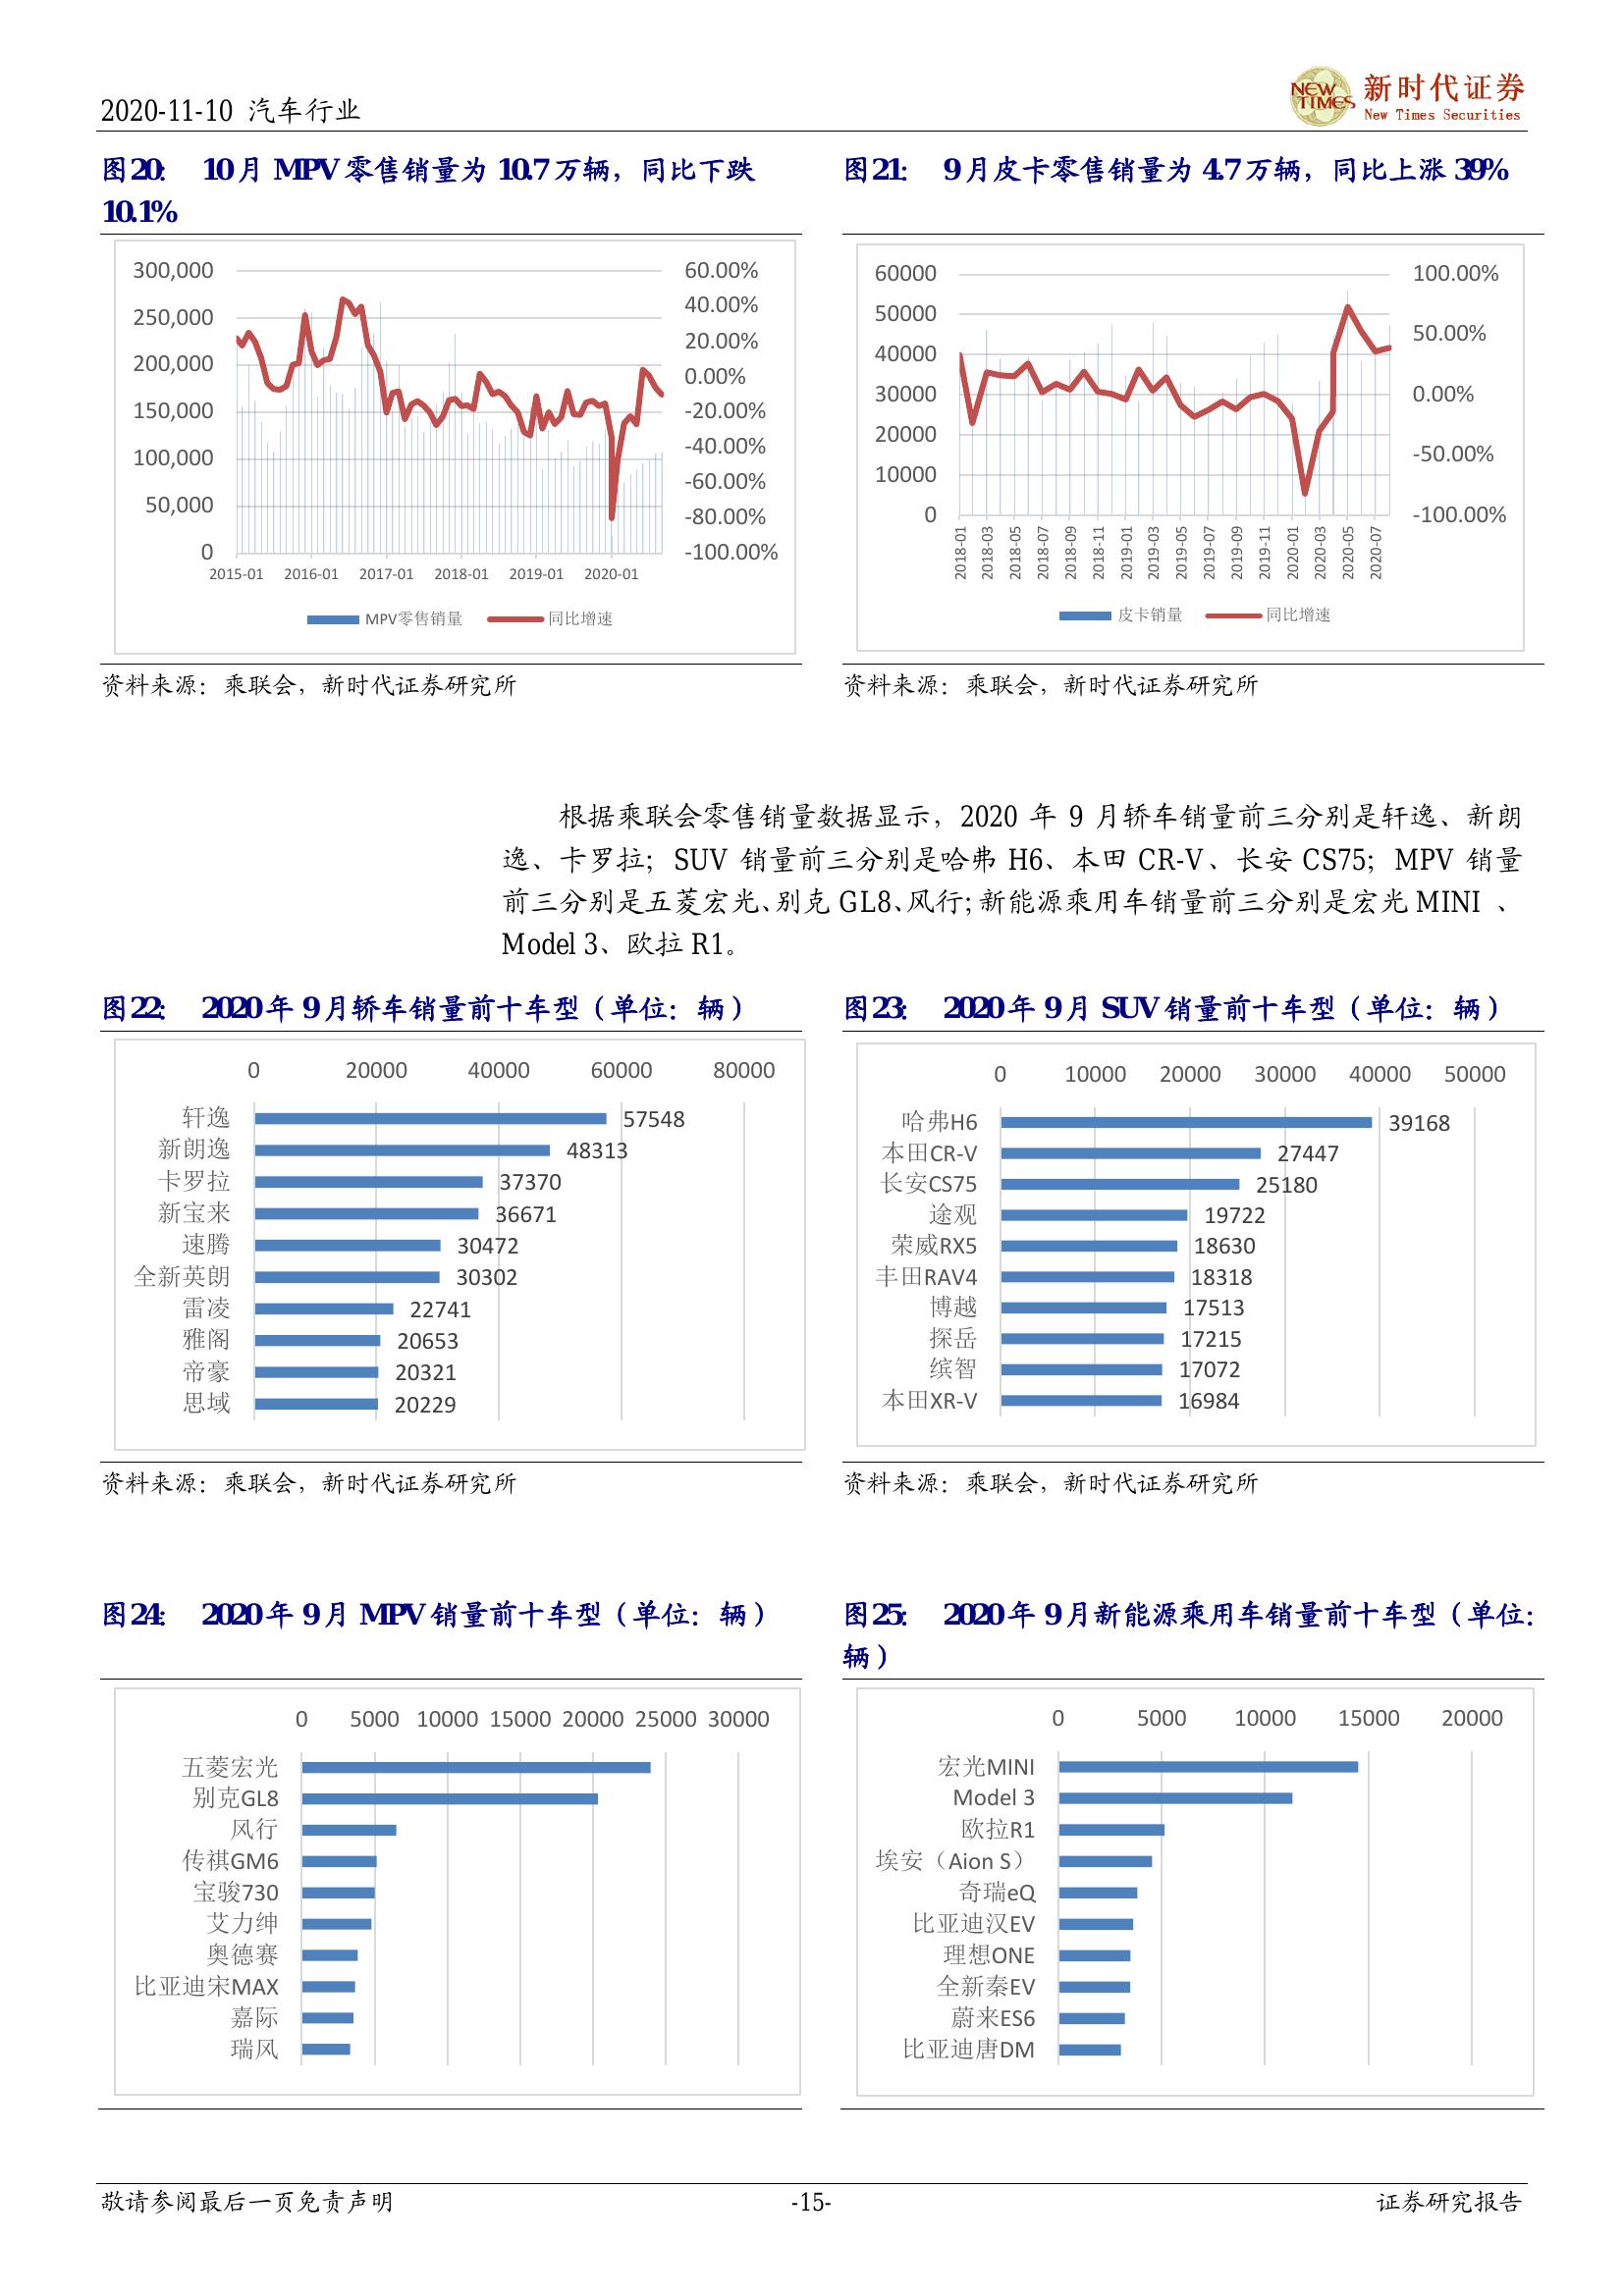 2020-11-10 汽车行业
NEW TIMES
新时代证券
New Times Securities
图20: 10月 MPV 零售销量为 10.7 万辆，同比下跌
10.1%
300,000
250,000
200,000
150,000
100,000
50,000
0
60.00%
40.00%
20.00%
0.00%
-20.00%
-40.00%
-60.00%
-80.00%
-100.00%
2015-01 2016-01 2017-01 2018-01 2019-01 2020-01
MPV零售销量 同比增速
资料来源：乘联会，新时代证券研究所
图21: 9月皮卡零售销量为 4.7 万辆，同比上涨 39%
60000
50000
40000
30000
20000
10000
0
100.00%
50.00%
0.00%
-50.00%
-100.00%
2018-01 2018-03 2018-05 2018-07 2018-09 2018-11 2019-01 2019-03 2019-05 2019-07 2019-09 2019-11 2020-01 2020-03 2020-05 2020-07
皮卡销量 同比增速
资料来源：乘联会，新时代证券研究所
根据乘联会零售销量数据显示，2020 年 9 月轿车销量前三分别是轩逸、新朗
逸、卡罗拉；SUV 销量前三分别是哈弗 H6、本田 CR-V、长安 CS75；MPV 销量
前三分别是五菱宏光、别克 GL8、风行；新能源乘用车销量前三分别是宏光 MINI 、
Model 3、欧拉 R1。
图22: 2020 年 9 月轿车销量前十车型（单位：辆）
0 20000 40000 60000 80000
轩逸 57548
新朗逸 48313
卡罗拉 37370
新宝来 36671
速腾 30472
全新英朗 30302
雷凌 22741
雅阁 20653
帝豪 20321
思域 20229
资料来源：乘联会，新时代证券研究所
图23: 2020 年 9 月 SUV 销量前十车型（单位：辆）
0 10000 20000 30000 40000 50000
哈弗H6 39168
本田CR-V 27447
长安CS75 25180
途观 19722
荣威RX5 18630
丰田RAV4 18318
博越 17513
探岳 17215
缤智 17072
本田XR-V 16984
资料来源：乘联会，新时代证券研究所
图24: 2020 年 9 月 MPV 销量前十车型（单位：辆）
0 5000 10000 15000 20000 25000 30000
五菱宏光
别克GL8
风行
传祺GM6
宝骏730
艾力绅
奥德赛
比亚迪宋MAX
嘉际
瑞风
图25: 2020 年 9 月新能源乘用车销量前十车型（单位：
辆）
0 5000 10000 15000 20000
宏光MINI
Model 3
欧拉R1
埃安（Aion S）
奇瑞eQ
比亚迪汉EV
理想ONE
全新秦EV
蔚来ES6
比亚迪唐DM
敬请参阅最后一页免责声明 -15- 证券研究报告